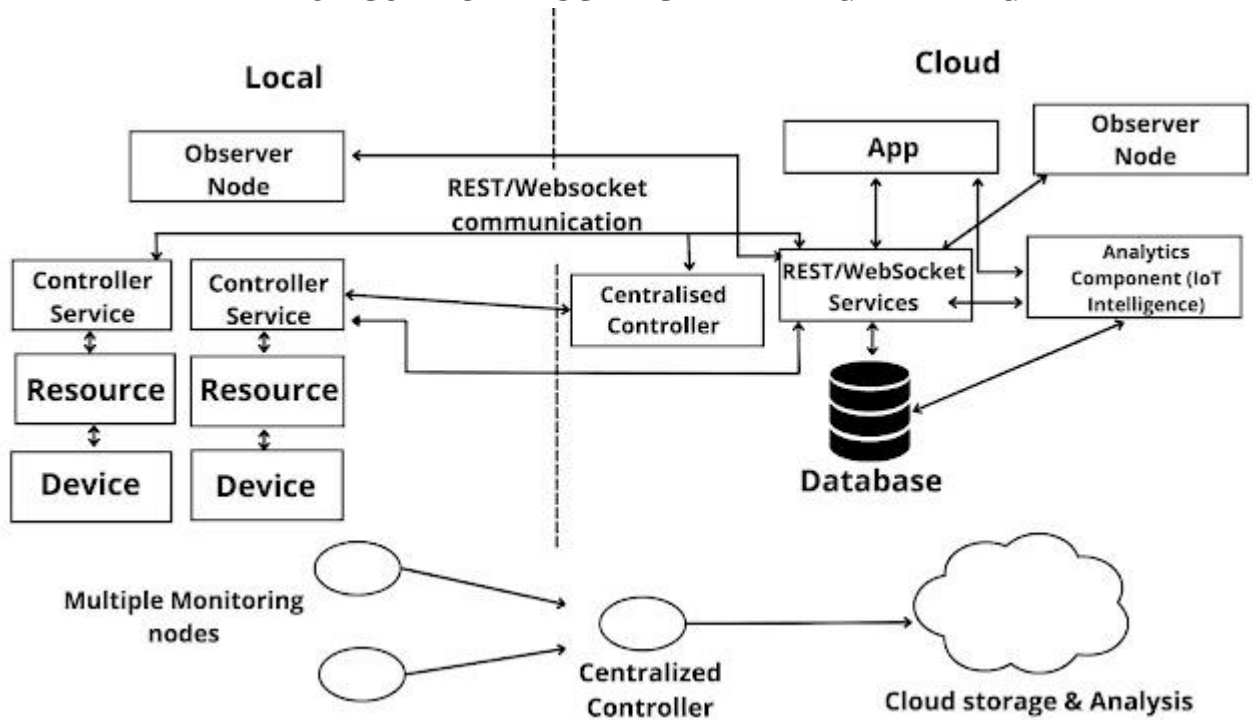 Local
Cloud
Observer
Node
App
Observer
Node
REST/Websocket
communication
Controller
Service
Controller
Service
Centralised
Controller
REST/WebSocket
Services
Analytics
Component (IoT
Intelligence)
Resource
Resource
Device
Device
Database
Multiple Monitoring
nodes
Centralized
Controller
Cloud storage & Analysis